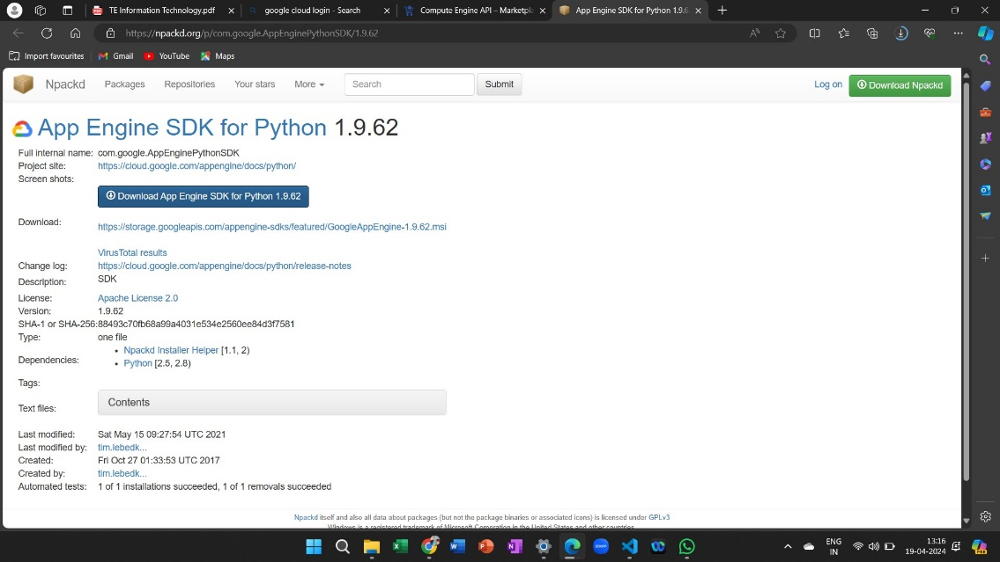 TE Information Technology.pdf
google cloud login - Search
Compute Engine API – Marketpla
App Engine SDK for Python 1.9.6
https://npackd.org/p/com.google.AppEnginePythonSDK/1.9.62
Import favourites Gmail YouTube Maps
Npackd Packages Repositories Your stars More Search Submit Log on Download Npackd
App Engine SDK for Python 1.9.62
Full internal name: com.google.AppEnginePythonSDK
Project site: https://cloud.google.com/appengine/docs/python/
Screen shots:
Download App Engine SDK for Python 1.9.62
Download: https://storage.googleapis.com/appengine-sdks/featured/GoogleAppEngine-1.9.62.msi
VirusTotal results
Change log: https://cloud.google.com/appengine/docs/python/release-notes
Description: SDK
License: Apache License 2.0
Version: 1.9.62
SHA-1 or SHA-256:88493c70fb68a99a4031e534e2560ee84d3f7581
Type: one file
Dependencies:
• Npackd Installer Helper [1.1, 2)
• Python [2.5, 2.8)
Tags:
Text files: Contents
Last modified: Sat May 15 09:27:54 UTC 2021
Last modified by: tim.lebedk...
Created: Fri Oct 27 01:33:53 UTC 2017
Created by: tim.lebedk...
Automated tests: 1 of 1 installations succeeded, 1 of 1 removals succeeded
Npackd itself and also all data about packages (but not the package binaries or associated icons) is licensed under GPLv3
Windows is a registered trademark of Microsoft Corporation in the United States and other countries.
ENG
IN
13:16
19-04-2024